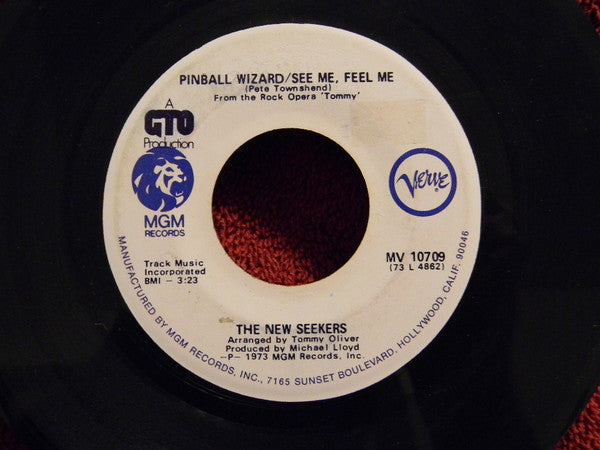 PINBALL WIZARD/SEE ME, FEEL ME
(Pete Townshend)
From the Rock Opera 'Tommy'
A
GTO
Production
MGM
RECORDS
Verve
®
Track Music
Incorporated
BMI – 3:23
MV 10709
(73 L 4862)
THE NEW SEEKERS
Arranged by Tommy Oliver
Produced by Michael Lloyd
–P– 1973 MGM Records, Inc.
MANUFACTURED BY MGM RECORDS, INC., 7165 SUNSET BOULEVARD, HOLLYWOOD, CALIF. 90046